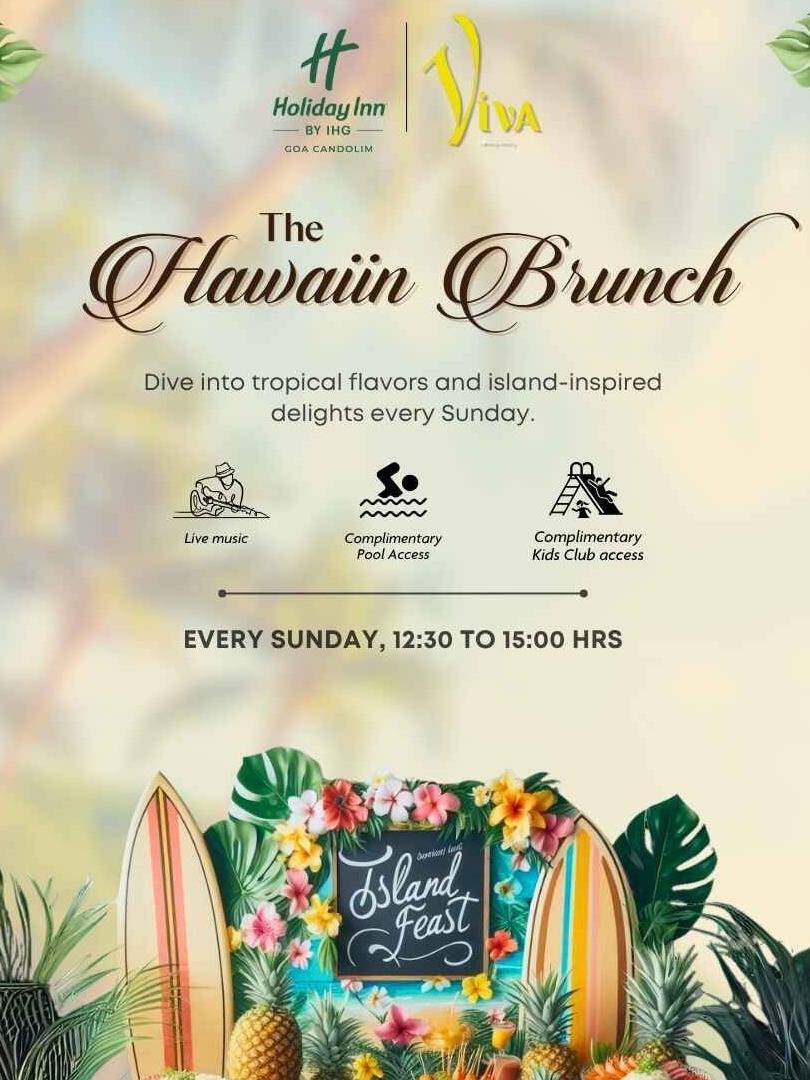 Holiday Inn
BY IHG
GOA CANDOLIM
Viva
The
Hawaiin Brunch
Dive into tropical flavors and island-inspired
delights every Sunday.
Live music
Complimentary
Pool Access
Complimentary
Kids Club access
EVERY SUNDAY, 12:30 TO 15:00 HRS
Island
Feast